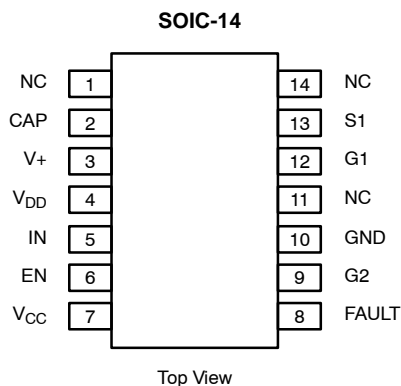 SOIC-14
NC 1 14 NC
CAP 2 13 S1
V+ 3 12 G1
VDD 4 11 NC
IN 5 10 GND
EN 6 9 G2
VCC 7 8 FAULT
Top View